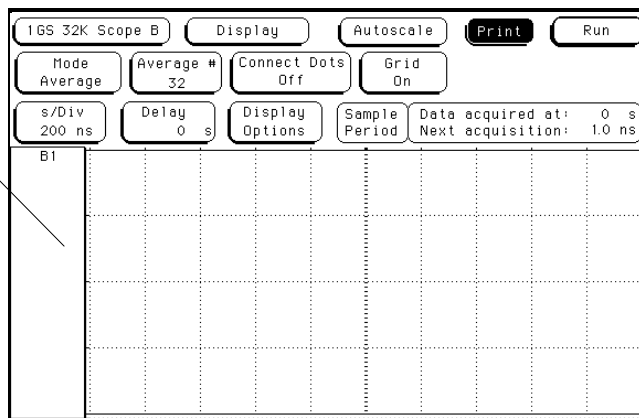 1GS 32K Scope B Display Autoscale Print Run
Mode Average # Connect Dots Grid
Average 32 Off On
s/Div Delay Display Sample Data acquired at: 0 s
200 ns 0 s Options Period Next acquisition: 1.0 ns
B1